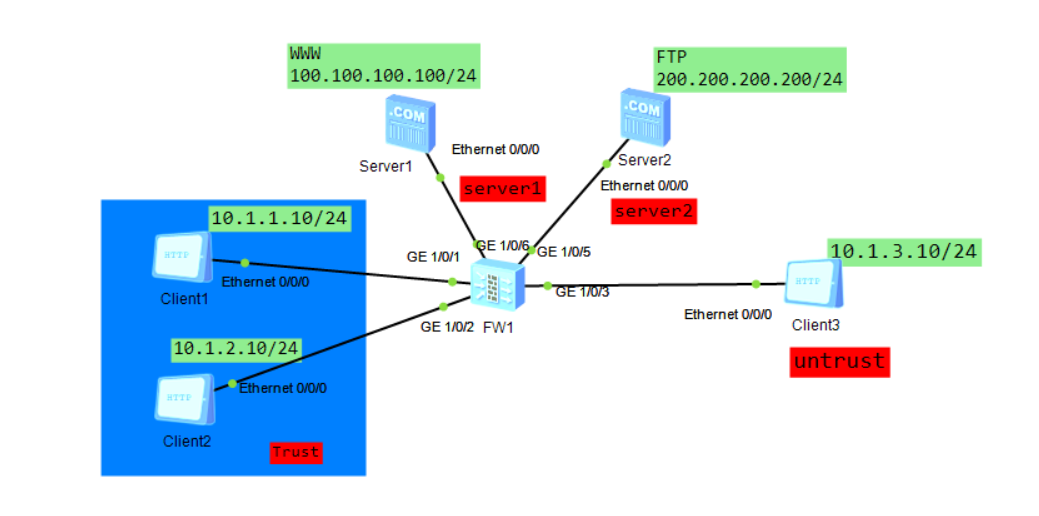 WWW
100.100.100.100/24
FTP
200.200.200.200/24
.COM
.COM
Ethernet 0/0/0
Server1
Server2
server1
Ethernet 0/0/0
server2
10.1.1.10/24
HTTP
Client1
Ethernet 0/0/0
GE 1/0/1
GE 1/0/6
GE 1/0/5
10.1.3.10/24
HTTP
GE 1/0/3
Ethernet 0/0/0
Client3
GE 1/0/2
FW1
10.1.2.10/24
untrust
HTTP
Ethernet 0/0/0
Client2
Trust